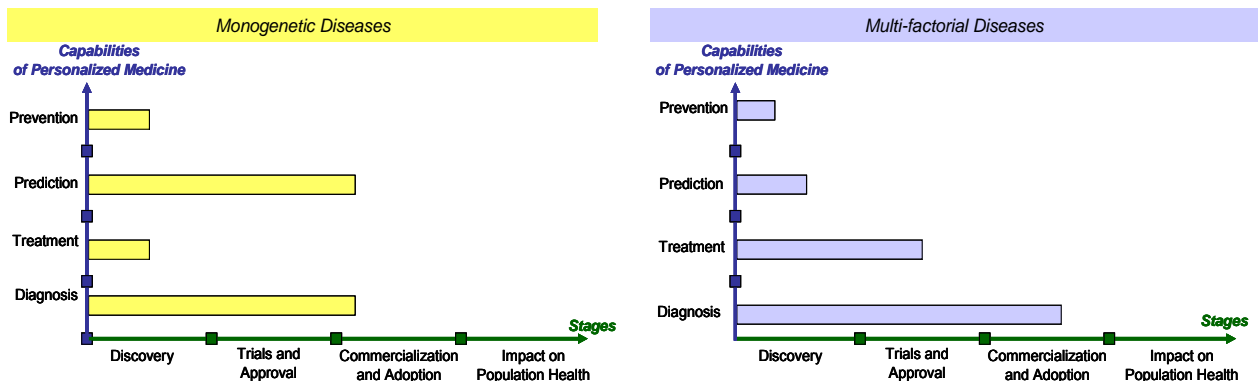 Monogenetic Diseases
Capabilities
of Personalized Medicine
Prevention
Prediction
Treatment
Diagnosis
Stages
Discovery
Trials and
Approval
Commercialization
and Adoption
Impact on
Population Health
Multi-factorial Diseases
Capabilities
of Personalized Medicine
Prevention
Prediction
Treatment
Diagnosis
Stages
Discovery
Trials and
Approval
Commercialization
and Adoption
Impact on
Population Health